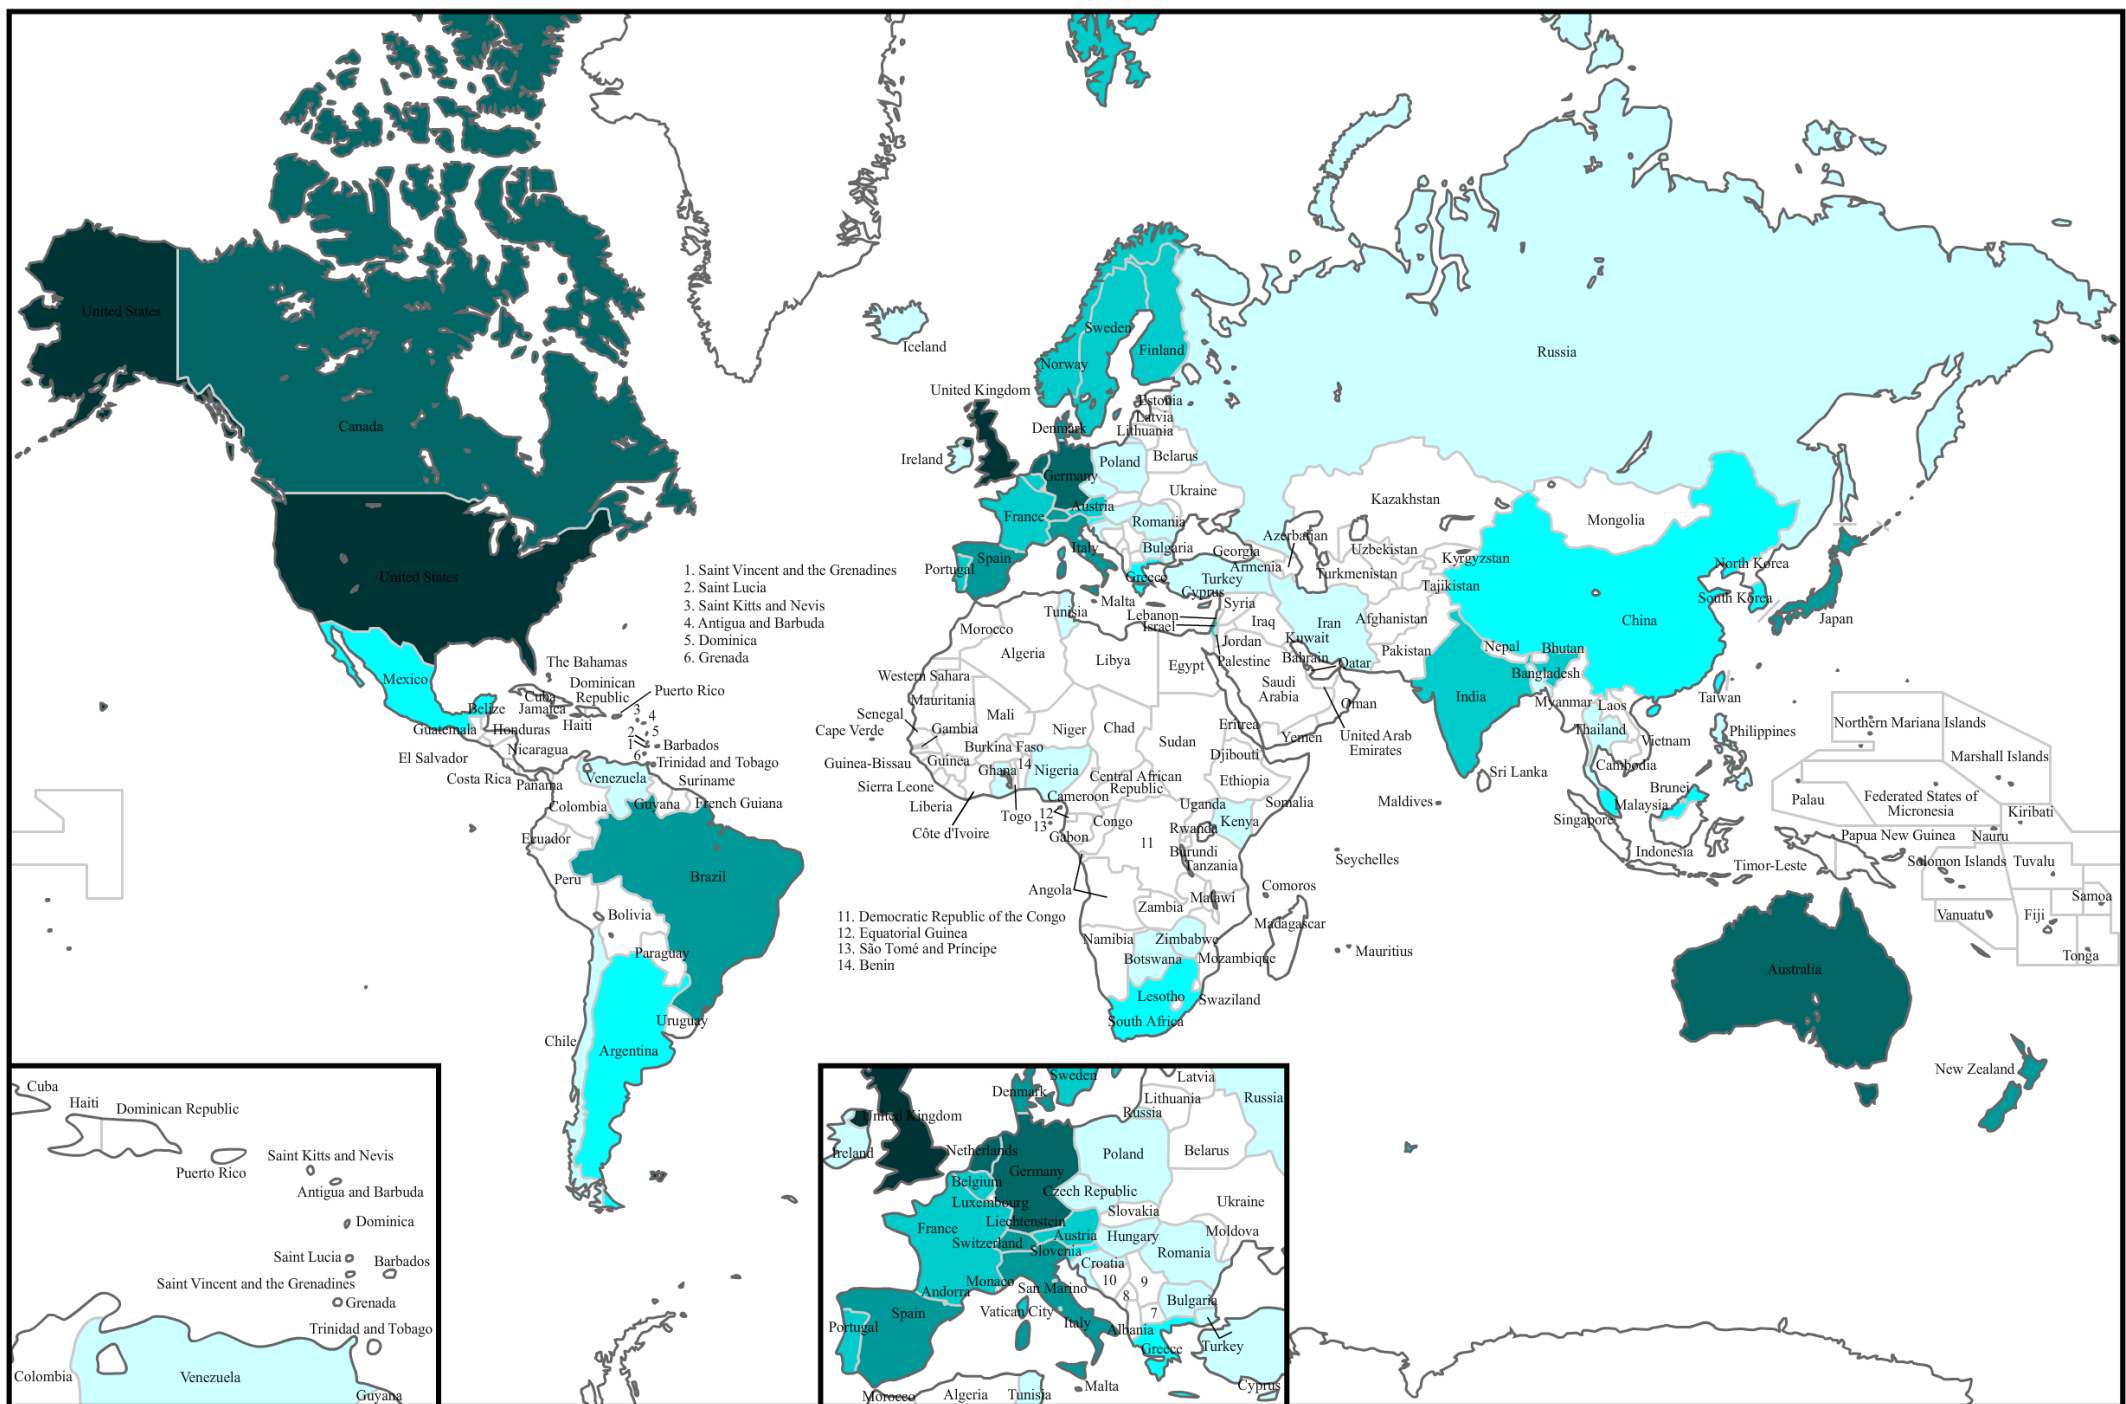 United States
Canada
United States
Mexico
Iceland
United Kingdom
Ireland
Norway
Sweden
Finland
Denmark
Estonia
Latvia
Lithuania
Belarus
Poland
Germany
Ukraine
Austria
France
Romania
Italy
Bulgaria
Spain
Portugal
Greece
Malta
Russia
Kazakhstan
Mongolia
Georgia
Azerbaijan
Armenia
Turkey
Cyprus
Uzbekistan
Turkmenistan
Kyrgyzstan
Tajikistan
North Korea
South Korea
Japan
China
Syria
Lebanon
Israel
Iraq
Iran
Afghanistan
Jordan
Kuwait
Palestine
Bahrain
Qatar
Pakistan
Nepal
Bhutan
Bangladesh
India
Saudi
Arabia
Oman
Yemen
United Arab
Emirates
Taiwan
Myanmar
Laos
Thailand
Vietnam
Cambodia
Philippines
Sri Lanka
Maldives
Brunei
Malaysia
Singapore
Indonesia
Timor-Leste
Northern Mariana Islands
Marshall Islands
Palau
Federated States of
Micronesia
Kiribati
Papua New Guinea
Nauru
Solomon Islands
Tuvalu
Samoa
Vanuatu
Fiji
Tonga
Australia
New Zealand
1. Saint Vincent and the Grenadines
2. Saint Lucia
3. Saint Kitts and Nevis
4. Antigua and Barbuda
5. Dominica
6. Grenada
The Bahamas
Dominican
Republic
Puerto Rico
Cuba
Jamaica
Haiti
Belize
Guatemala
Honduras
Nicaragua
El Salvador
Costa Rica
Panama
3
4
2
5
1
6
Barbados
Trinidad and Tobago
Venezuela
Suriname
Colombia
Guyana
French Guiana
Ecuador
Peru
Brazil
Bolivia
Paraguay
Uruguay
Chile
Argentina
Tunisia
Morocco
Algeria
Libya
Egypt
Western Sahara
Mauritania
Senegal
Cape Verde
Gambia
Mali
Niger
Chad
Sudan
Eritrea
Djibouti
Burkina Faso
Guinea-Bissau
Guinea
Ghana
14
Nigeria
Central African
Republic
Ethiopia
Sierra Leone
Liberia
Côte d'Ivoire
Togo
Cameroon
12
13
Congo
Gabon
Uganda
Somalia
Kenya
Rwanda
11
Burundi
Tanzania
Seychelles
Angola
Comoros
Malawi
Zambia
Madagascar
11. Democratic Republic of the Congo
12. Equatorial Guinea
13. São Tomé and Príncipe
14. Benin
Namibia
Zimbabwe
Botswana
Mozambique
Mauritius
Lesotho
Swaziland
South Africa
Cuba
Haiti
Dominican Republic
Puerto Rico
Saint Kitts and Nevis
Antigua and Barbuda
Dominica
Saint Lucia
Barbados
Saint Vincent and the Grenadines
Grenada
Trinidad and Tobago
Colombia
Venezuela
Guyana
Sweden
Latvia
Denmark
Lithuania
Russia
Russia
United Kingdom
Ireland
Netherlands
Poland
Belarus
Germany
Belgium
Czech Republic
Luxembourg
Slovakia
Ukraine
Liechtenstein
France
Austria
Hungary
Moldova
Switzerland
Slovenia
Romania
Croatia
10
9
Monaco
San Marino
Andorra
8
Bulgaria
Vatican City
7
Spain
Portugal
Italy
Albania
Greece
Turkey
Malta
Cyprus
Morocco
Algeria
Tunisia